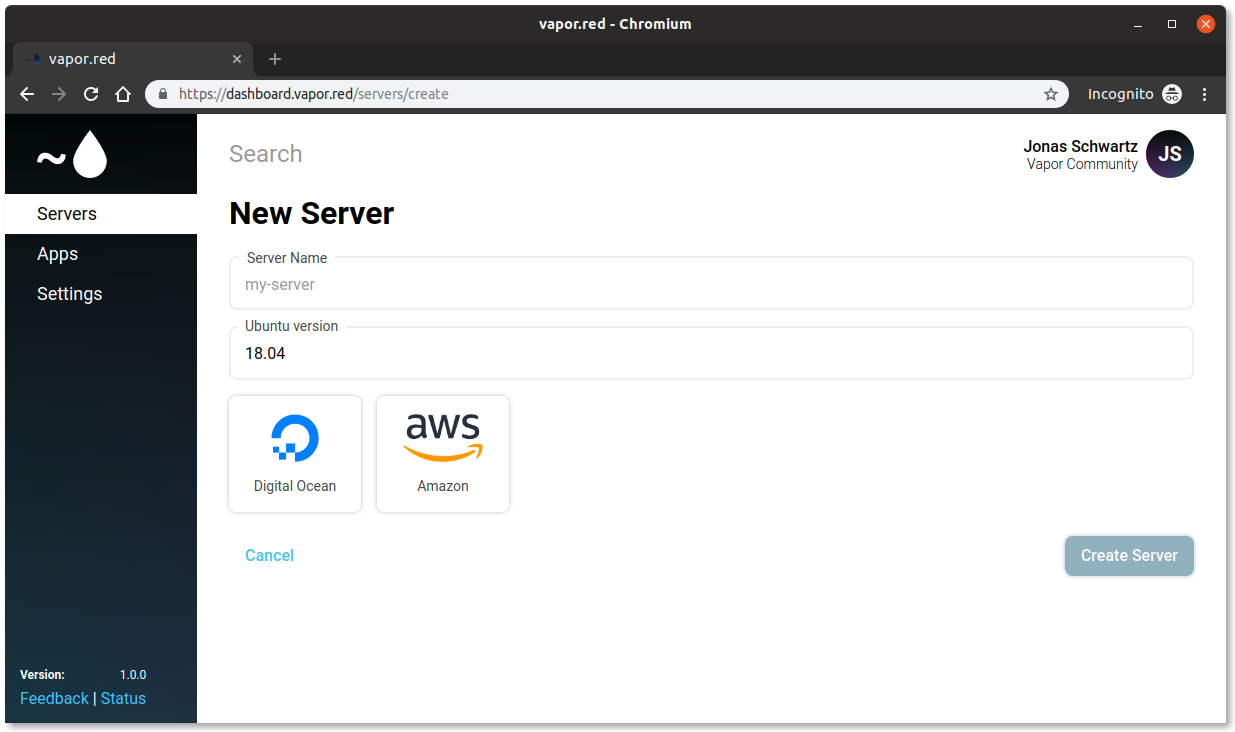 vapor.red - Chromium
vapor.red
https://dashboard.vapor.red/servers/create
Incognito
~
Search
Jonas Schwartz
Vapor Community
JS
Servers
Apps
Settings
New Server
Server Name
my-server
Ubuntu version
18.04
aws
Digital Ocean
Amazon
Cancel
Create Server
Version: 1.0.0
Feedback | Status